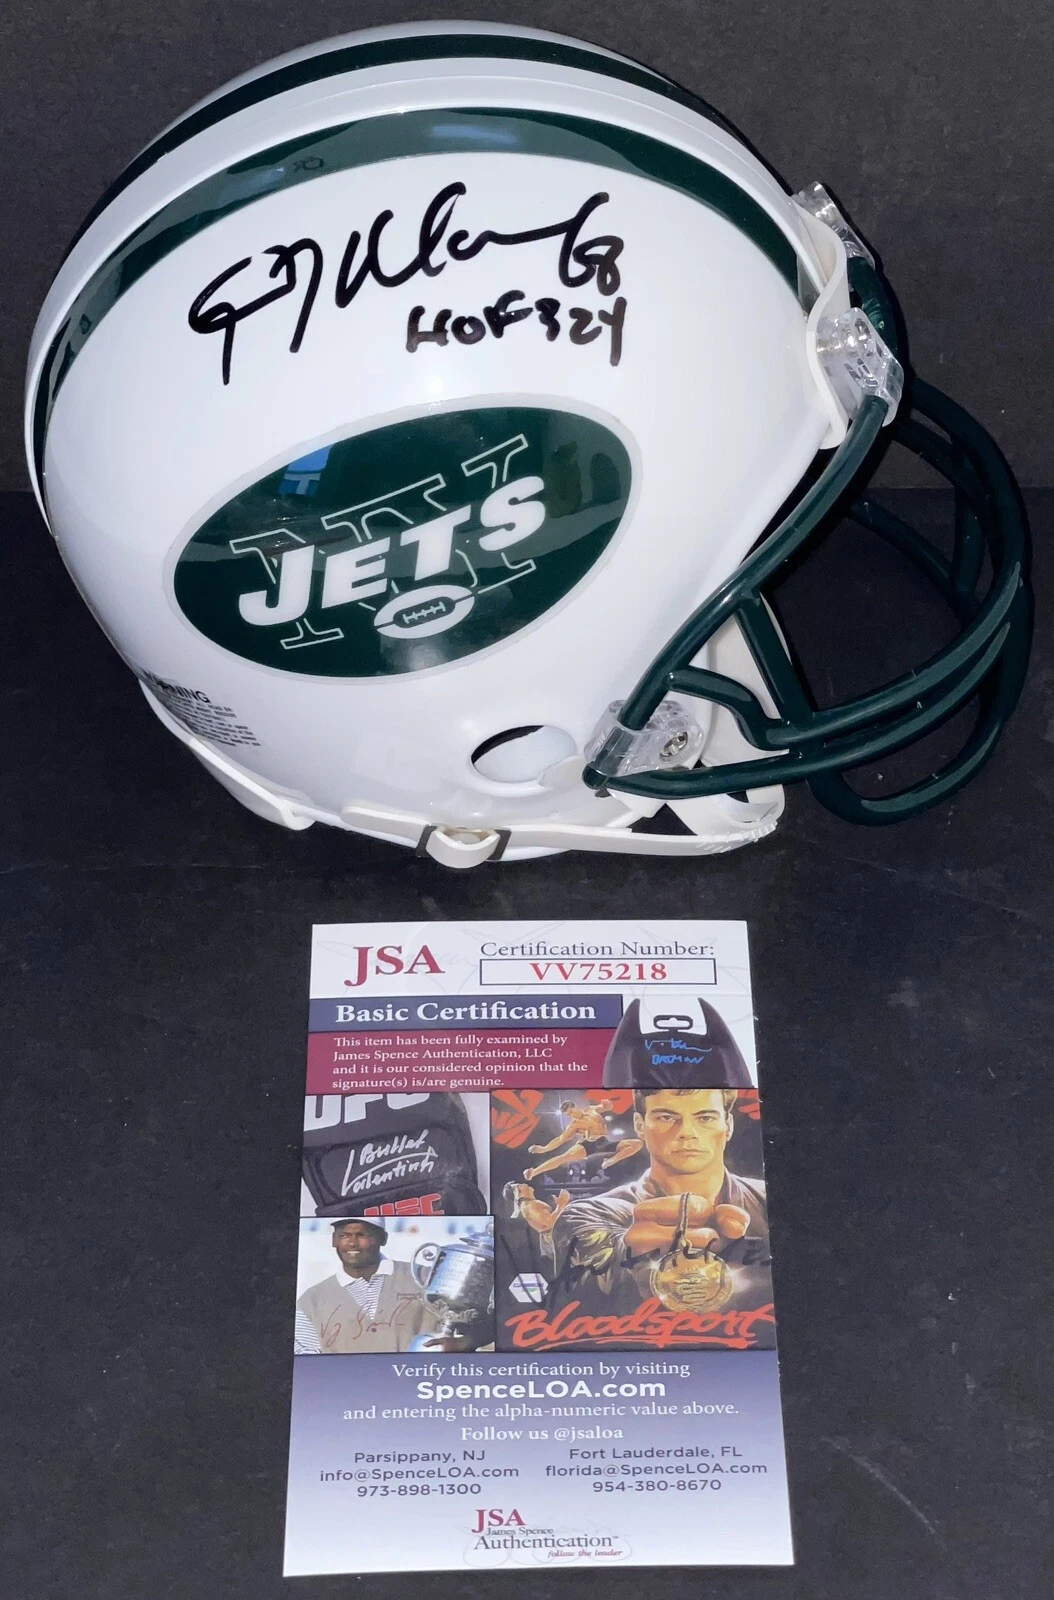 68
HOF 324
NY
JETS
WARNING
JSA
Certification Number:
VV75218
Basic Certification
This item has been fully examined by
James Spence Authentication, LLC
and it is our considered opinion that the
signature(s) is/are genuine.
UFC
Bullet
Valentina
UFC
Bloodsport
Verify this certification by visiting
SpenceLOA.com
and entering the alpha-numeric value above.
Follow us @jsaloa
Parsippany, NJ
info@SpenceLOA.com
973-898-1300
Fort Lauderdale, FL
florida@SpenceLOA.com
954-380-8670
JSA
James Spence
Authentication™
follow the leader